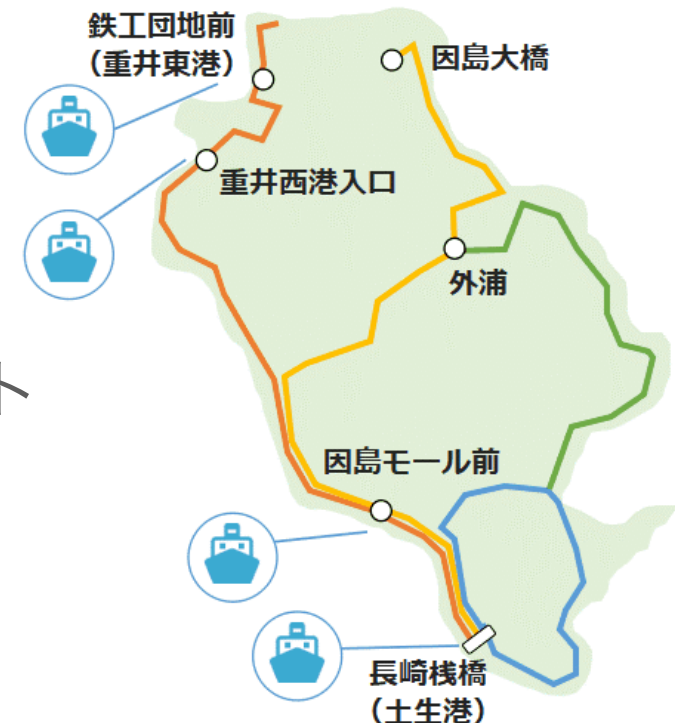 鉄工団地前
（重井東港）
因島大橋
重井西港入口
外浦
ト
因島モール前
長崎桟橋
（土生港）